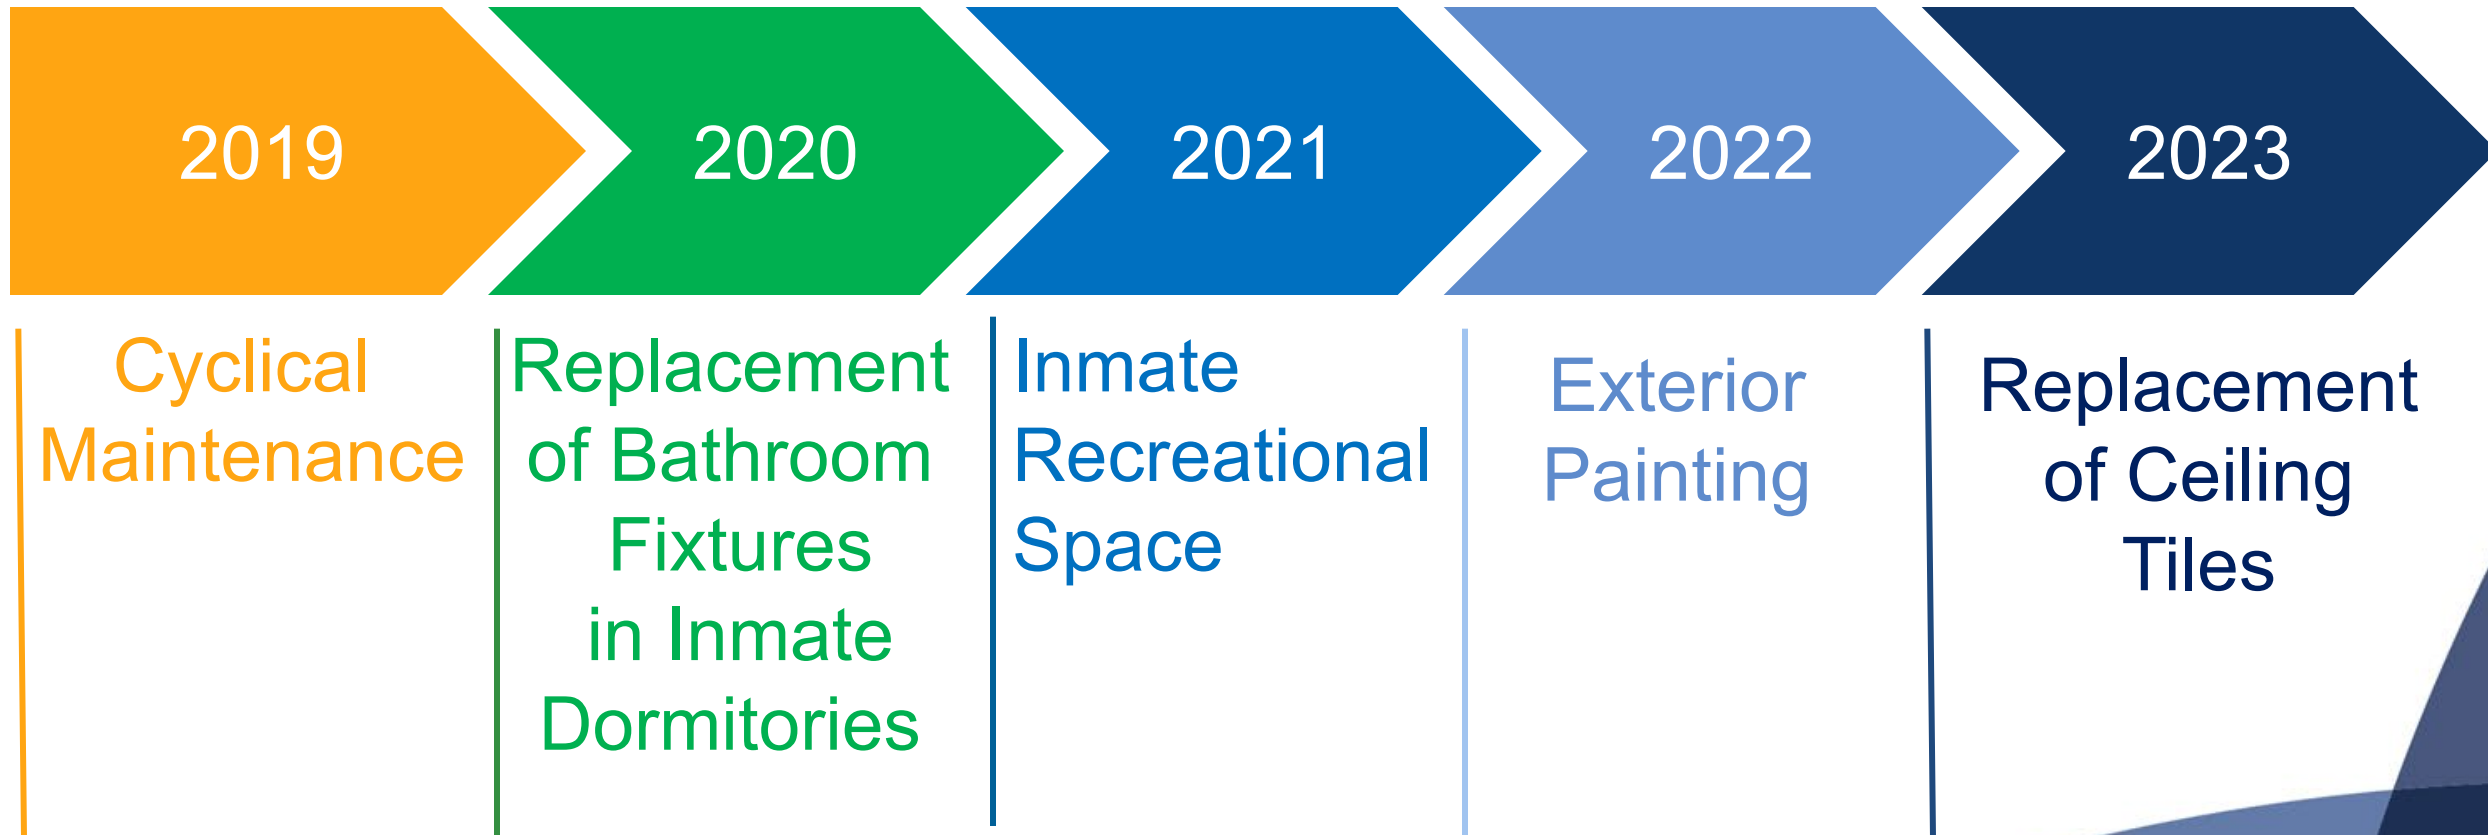 2019
2020
2021
2022
2023
Cyclical
Maintenance
Replacement
of Bathroom
Fixtures
in Inmate
Dormitories
Inmate
Recreational
Space
Exterior
Painting
Replacement
of Ceiling
Tiles